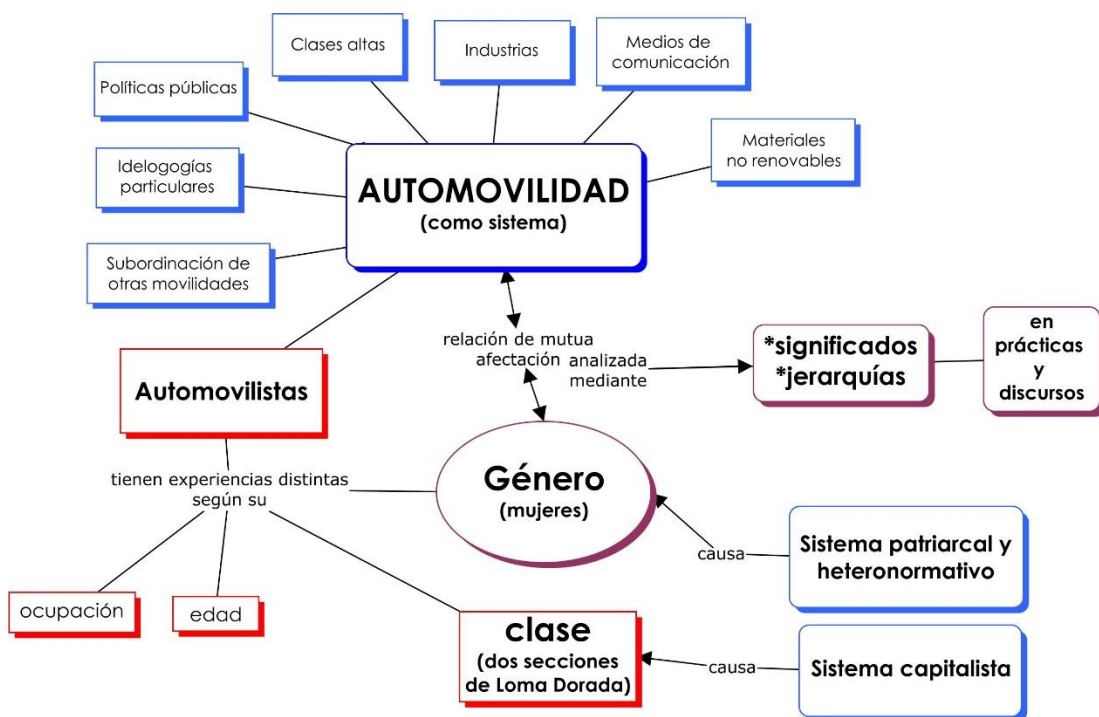 Clases altas
Industrias
Medios de
comunicación
Políticas públicas
Materiales
no renovables
Idelogogías
particulares
AUTOMOVILIDAD
(como sistema)
Subordinación de
otras movilidades
relación de mutua
afectación
analizada
mediante
*significados
*jerarquías
en
prácticas
y
discursos
Automovilistas
tienen experiencias distintas
según su
Género
(mujeres)
causa
Sistema patriarcal y
heteronormativo
ocupación
edad
clase
(dos secciones
de Loma Dorada)
causa
Sistema capitalista